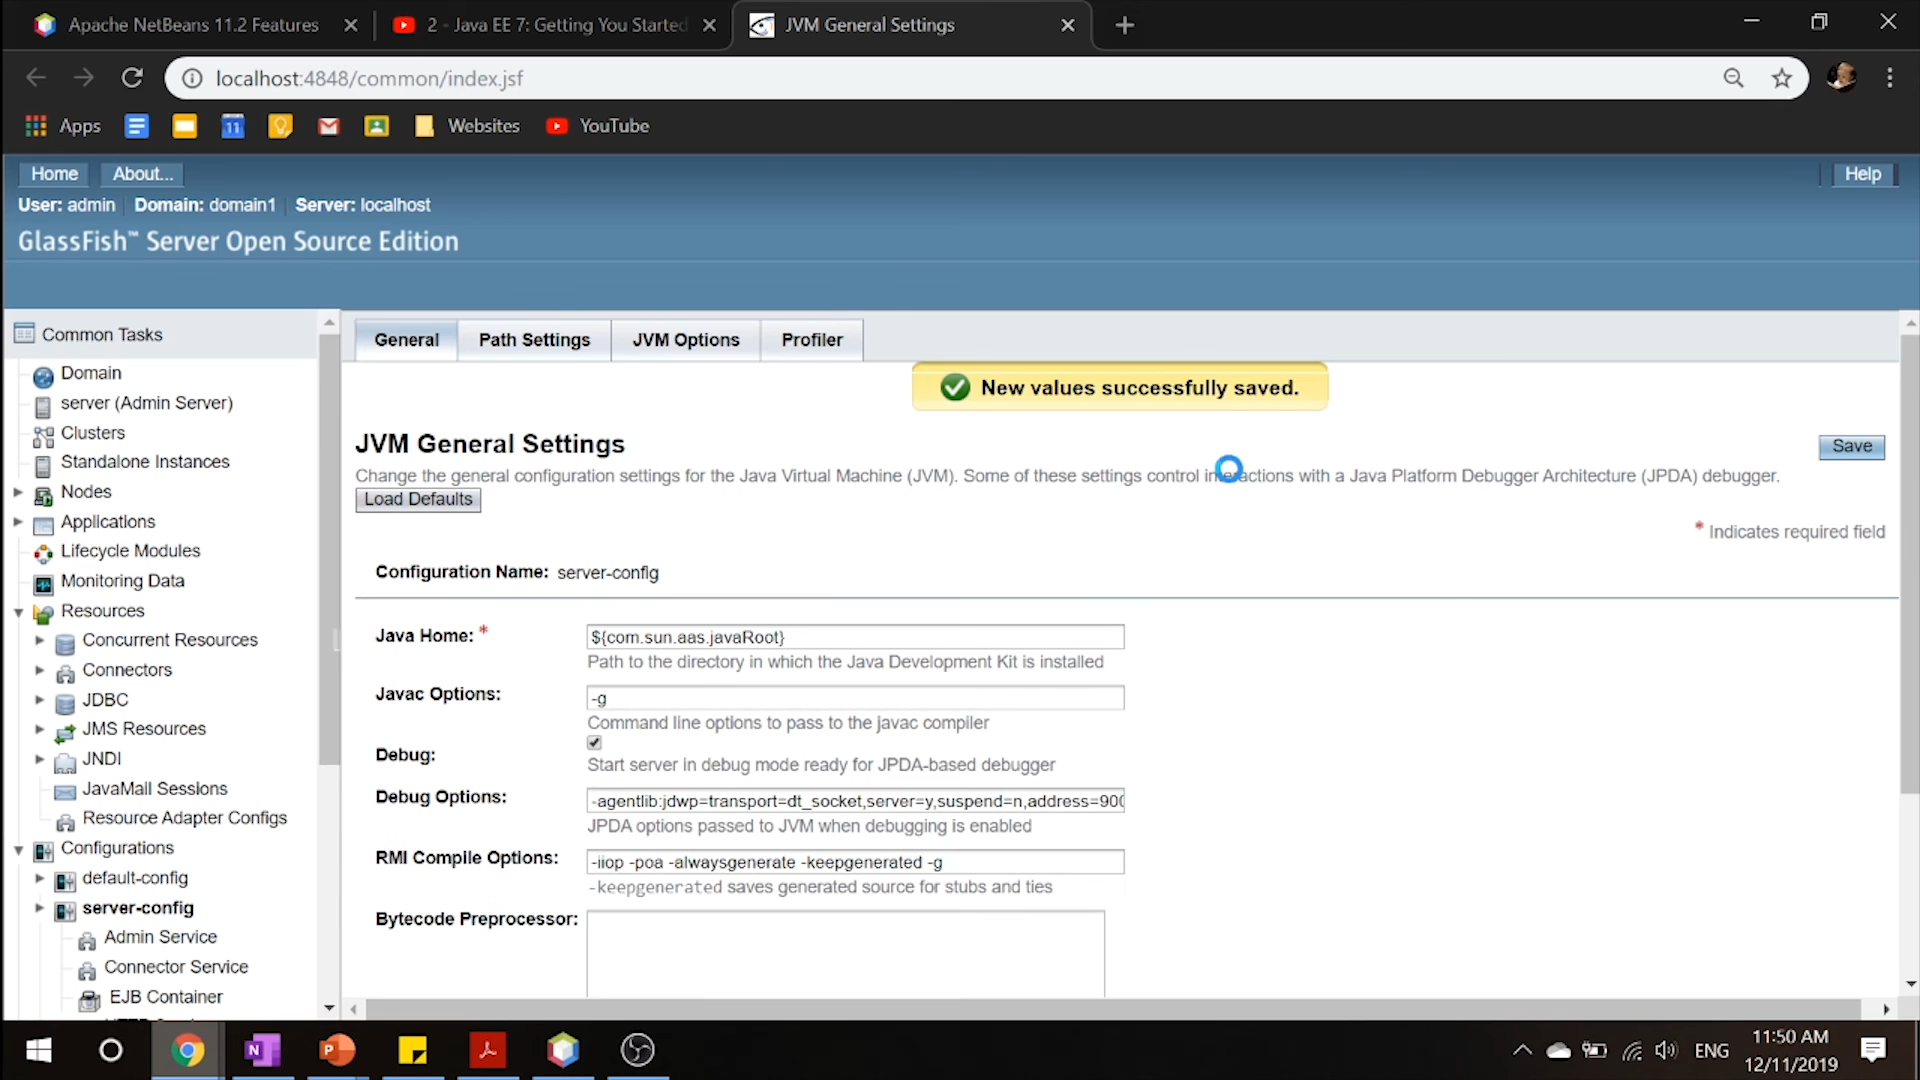 Apache NetBeans 11.2 Features
2 - Java EE 7: Getting You Started
JVM General Settings
localhost:4848/common/index.jsf
Apps
11
Websites
YouTube
Home
About...
Help
User: admin
Domain: domain1
Server: localhost
GlassFish™ Server Open Source Edition
Common Tasks
Domain
server (Admin Server)
Clusters
Standalone Instances
Nodes
Applications
Lifecycle Modules
Monitoring Data
Resources
Concurrent Resources
Connectors
JDBC
JMS Resources
JNDI
JavaMail Sessions
Resource Adapter Configs
Configurations
default-config
server-config
Admin Service
Connector Service
EJB Container
General
Path Settings
JVM Options
Profiler
New values successfully saved.
JVM General Settings
Save
Change the general configuration settings for the Java Virtual Machine (JVM). Some of these settings control interactions with a Java Platform Debugger Architecture (JPDA) debugger.
Load Defaults
* Indicates required field
Configuration Name: server-config
Java Home: *
${com.sun.aas.javaRoot}
Path to the directory in which the Java Development Kit is installed
Javac Options:
-g
Command line options to pass to the javac compiler
Debug:
Start server in debug mode ready for JPDA-based debugger
Debug Options:
-agentlib:jdwp=transport=dt_socket,server=y,suspend=n,address=900
JPDA options passed to JVM when debugging is enabled
RMI Compile Options:
-iiop -poa -alwaysgenerate -keepgenerated -g
-keepgenerated saves generated source for stubs and ties
Bytecode Preprocessor:
ENG
11:50 AM
12/11/2019